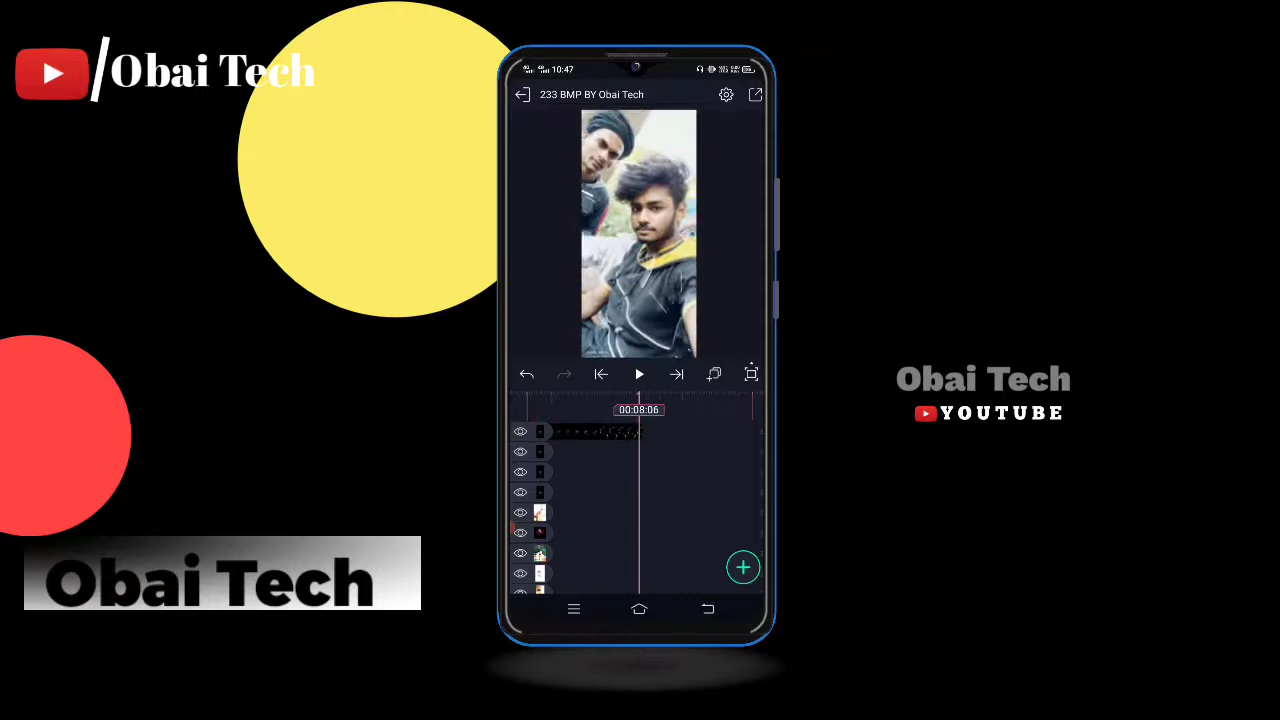 /Obai Tech
10:47
233 BMP BY Obai Tech
00:08:06
Obai Tech
YOUTUBE
Obai Tech